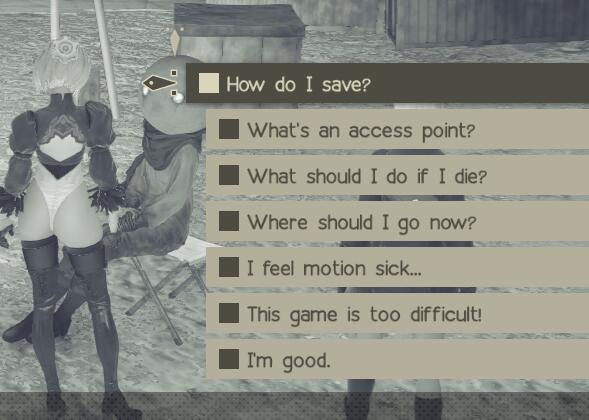 How do I save?
What's an access point?
What should I do if I die?
Where should I go now?
I feel motion sick...
This game is too difficult!
I'm good.